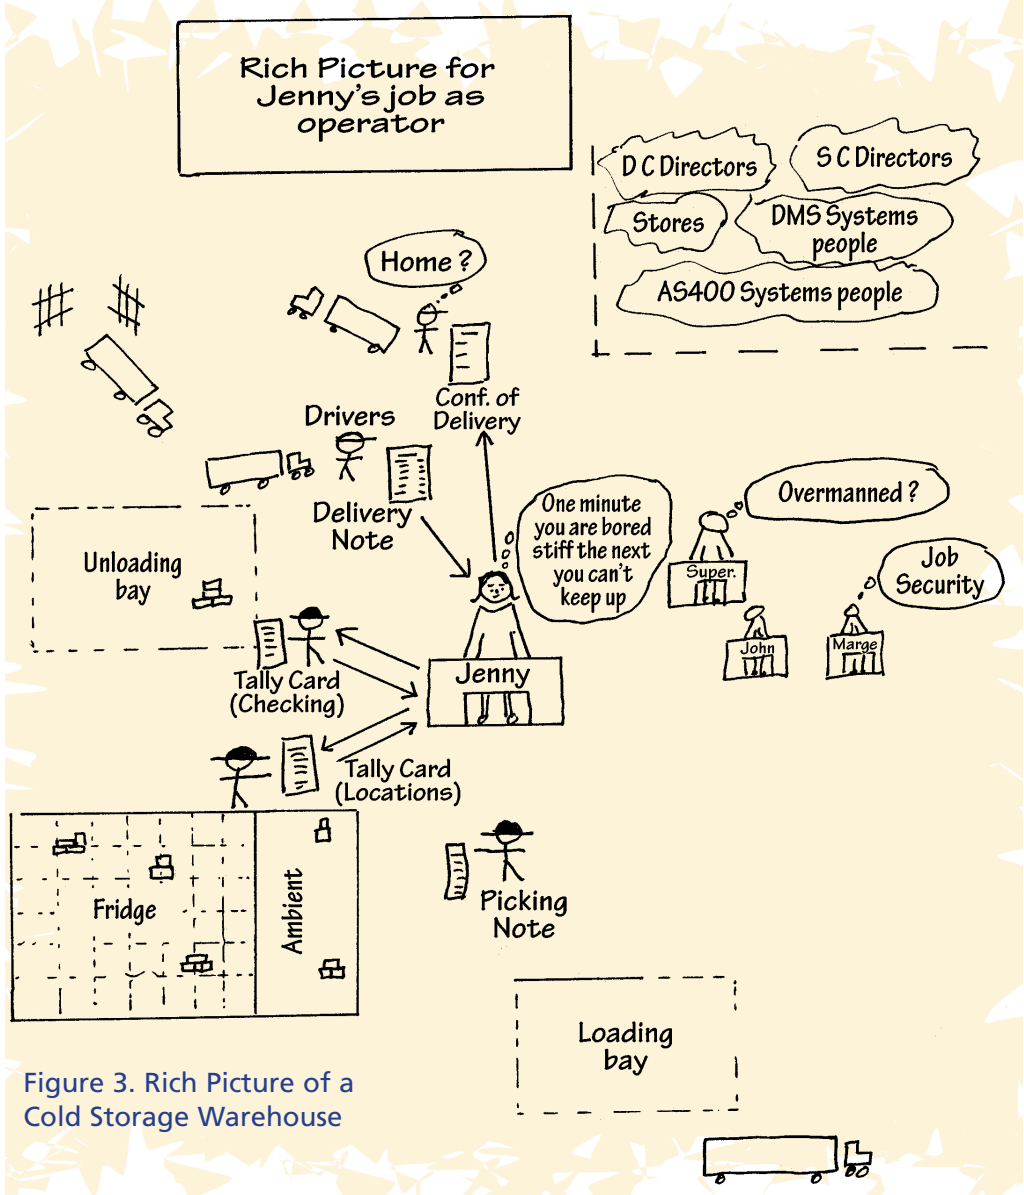 Rich Picture for
Jenny's job as
operator
D C Directors
S C Directors
Stores
DMS Systems
people
AS400 Systems people
Home ?
Conf. of
Delivery
Drivers
Delivery
Note
One minute
you are bored
stiff the next
you can't
keep up
Overmanned ?
Super.
Job
Security
John
Marge
Unloading
bay
Jenny
Tally Card
(Checking)
Tally Card
(Locations)
Fridge
Ambient
Picking
Note
Loading
bay
Figure 3. Rich Picture of a
Cold Storage Warehouse